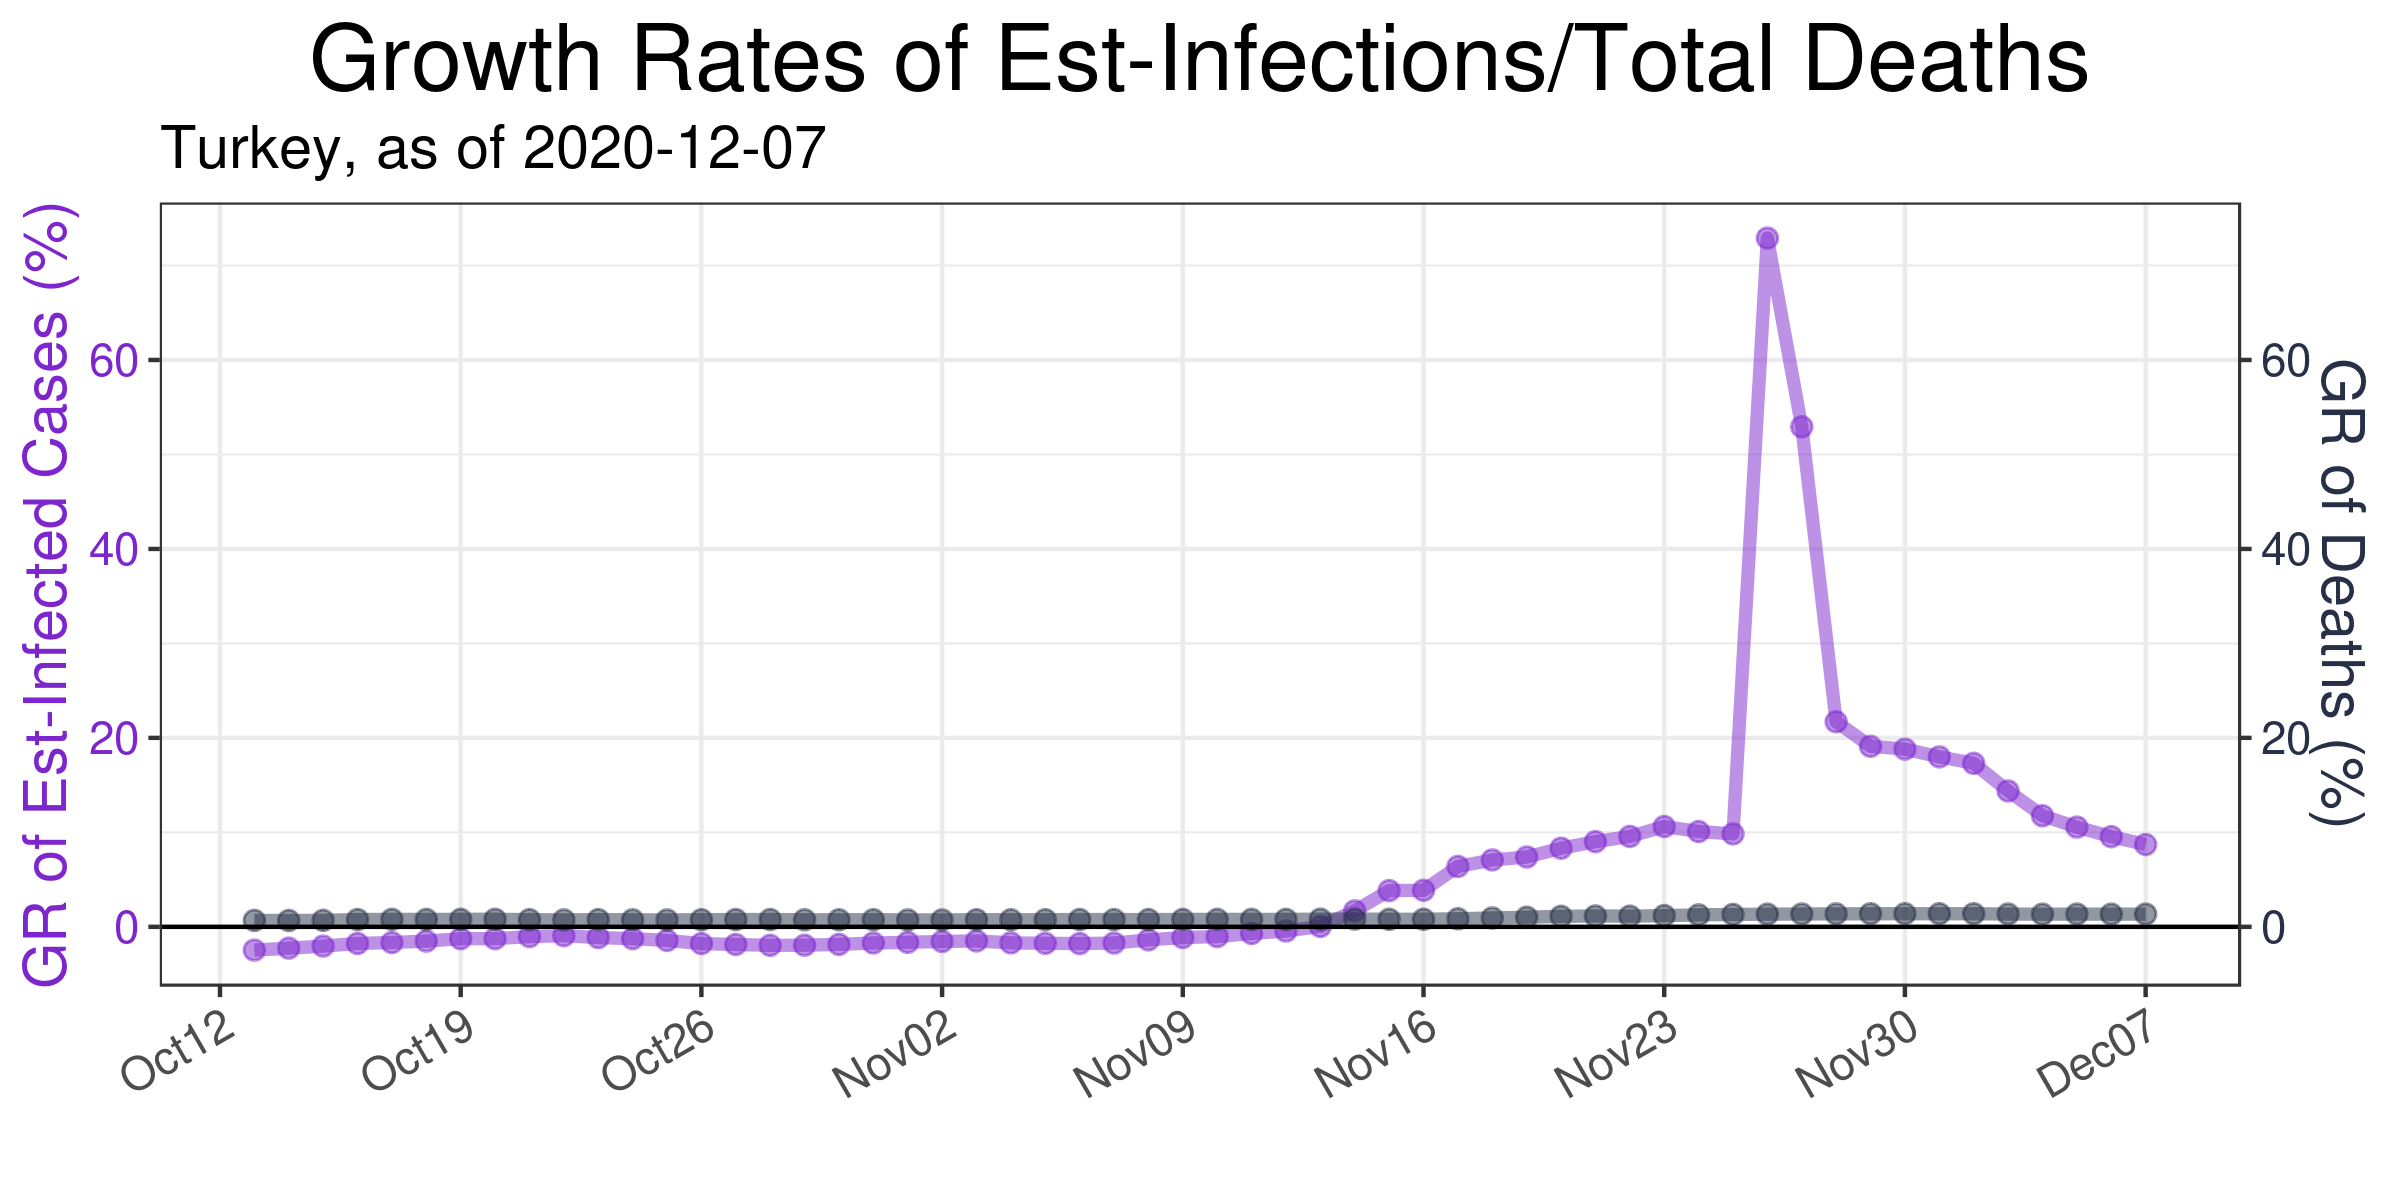 Growth Rates of Est-Infections/Total Deaths
Turkey, as of 2020-12-07
GR of Est-Infected Cases (%)
60
40
20
0
60
40
20
0
GR of Deaths (%)
Oct12
Oct19
Oct26
Nov02
Nov09
Nov16
Nov23
Nov30
Dec07